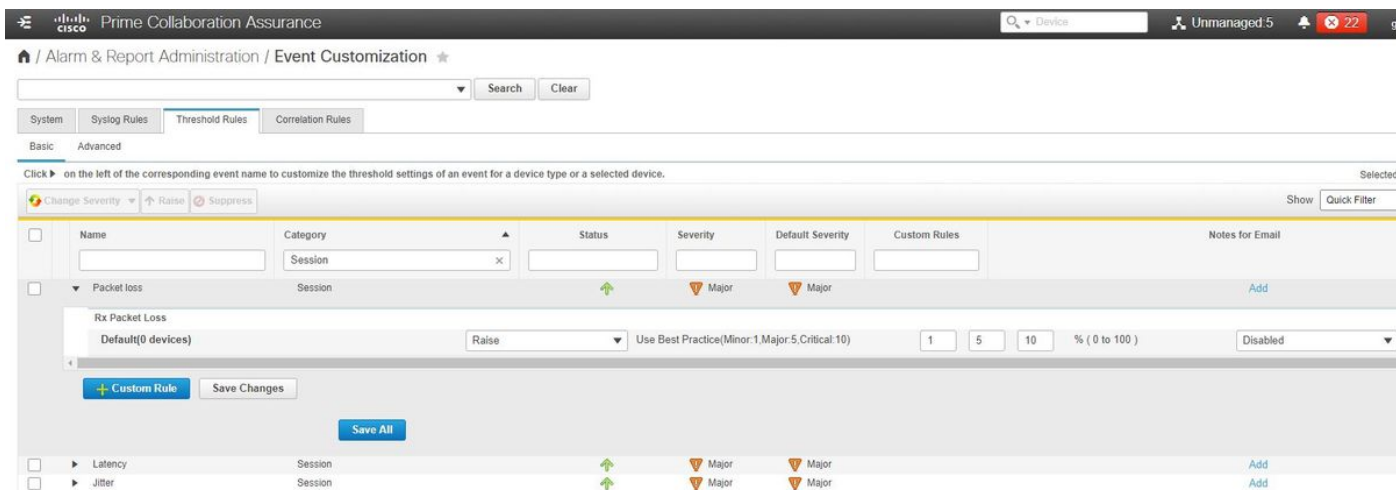 cisco Prime Collaboration Assurance Device Unmanaged:5 22
/ Alarm & Report Administration / Event Customization
Search Clear
System Syslog Rules Threshold Rules Correlation Rules
Basic Advanced
Click on the left of the corresponding event name to customize the threshold settings of an event for a device type or a selected device. Selected
Change Severity Raise Suppress Show Quick Filter
Name Category Status Severity Default Severity Custom Rules Notes for Email
Session
Packet loss Session Major Major Add
Rx Packet Loss
Default(0 devices) Raise Use Best Practice(Minor:1,Major:5,Critical:10) 1 5 10 % ( 0 to 100 ) Disabled
Custom Rule Save Changes
Save All
Latency Session Major Major Add
Jitter Session Major Major Add